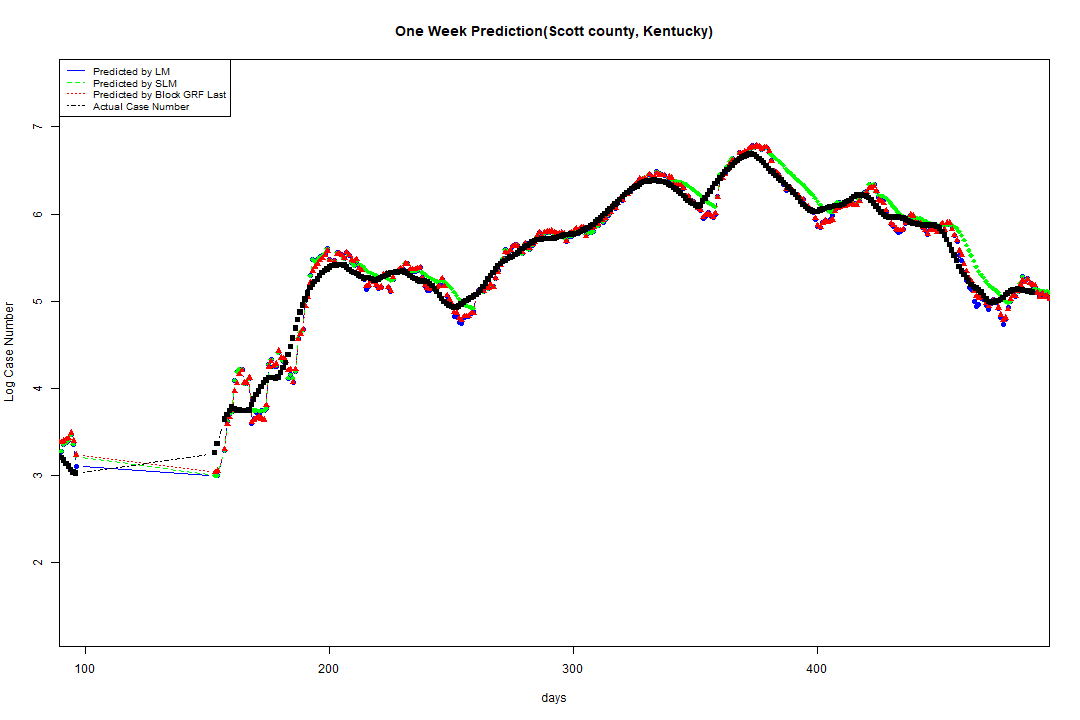 One Week Prediction(Scott county, Kentucky)
Predicted by LM
Predicted by SLM
Predicted by Block GRF Last
Actual Case Number
7
6
5
4
3
2
Log Case Number
100 200 300 400
days